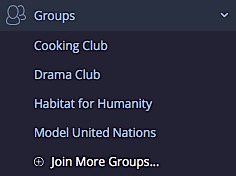 Groups
Cooking Club
Drama Club
Habitat for Humanity
Model United Nations
Join More Groups...